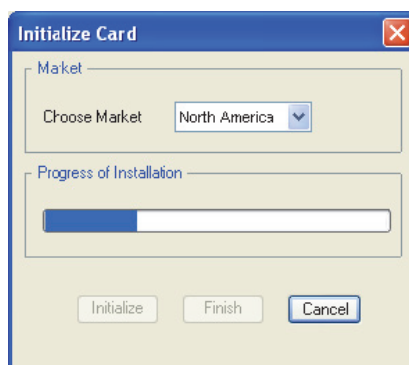 Initialize Card
Market
Choose Market North America
Progress of Installation
Initialize Finish Cancel